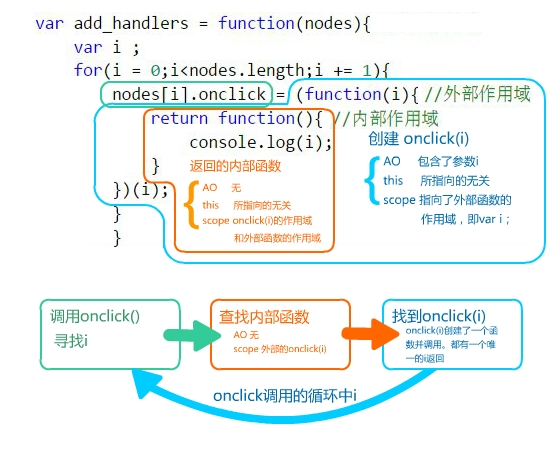 var add_handlers = function(nodes){
var i ;
for(i = 0;i<nodes.length;i += 1){
nodes[i].onclick = (function(i){ //外部作用域
return function(){ //内部作用域
console.log(i);
}
})(i);
}
}
返回的内部函数
AO 无
this 所指向的无关
scope onclick(i)的作用域
和外部函数的作用域
创建 onclick(i)
AO 包含了参数i
this 所指向的无关
scope 指向了外部函数的
作用域，即var i；
调用onclick()
寻找i
查找内部函数
AO 无
scope 外部的onclick(i)
找到onclick(i)
onclick(i)创建了一个函
数并调用。都有一个唯
一的i返回
onclick调用的循环中i